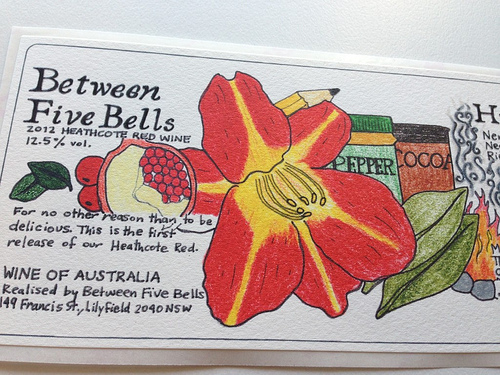 Between
Five Bells
2012 HEATHCOTE RED WINE
12.5% vol.
For no other reason than to be
delicious. This is the first
release of our Heathcote Red.
WINE OF AUSTRALIA
Realised by Between Five Bells
149 Francis St., Lilyfield 2040 NSW
PEPPER
COCOA